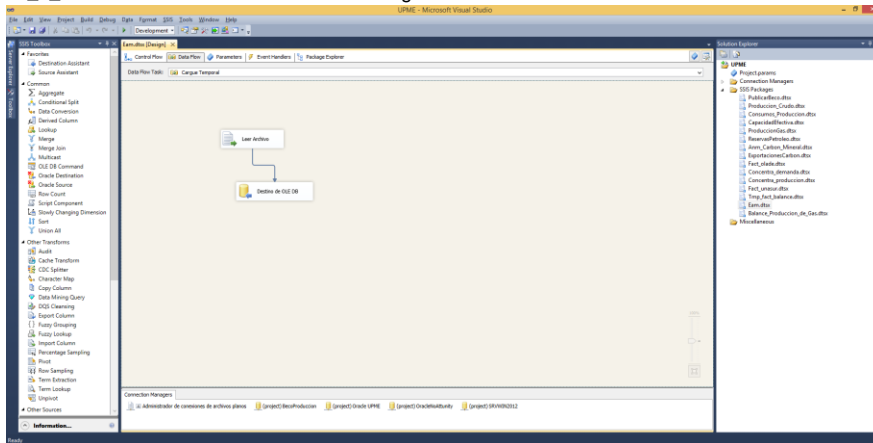 UPME - Microsoft Visual Studio
File Edit View Project Build Debug Data Format SSIS Tools Window Help
Development
SSIS Toolbox
Favorites
Destination Assistant
Source Assistant
Common
Aggregate
Conditional Split
Data Conversion
Derived Column
Lookup
Merge
Merge Join
Multicast
OLE DB Command
Oracle Destination
Oracle Source
Row Count
Script Component
Slowly Changing Dimension
Sort
Union All
Other Transforms
Audit
Cache Transform
CDC Splitter
Character Map
Copy Column
Data Mining Query
DQS Cleansing
Export Column
Fuzzy Grouping
Fuzzy Lookup
Import Column
Percentage Sampling
Pivot
Row Sampling
Term Extraction
Term Lookup
Unpivot
Other Sources
Information...
Ready
Server Explorer
Toolbox
Eam.dtsx [Design]
Control Flow Data Flow Parameters Event Handlers Package Explorer
Data Flow Task: Cargue Temporal
Leer Archivo
Destino de OLE DB
Connection Managers
Administrador de conexiones de archivos planos (project) BecoProduccion (project) Oracle UPME (project) OracleNoAttunity (project) SRVWIN2012
Solution Explorer
UPME
Project.params
Connection Managers
SSIS Packages
PublicarBeco.dtsx
Produccion_Crudo.dtsx
Consumos_Produccion.dtsx
CapacidadEfectiva.dtsx
ProduccionGas.dtsx
ReservasPetroleo.dtsx
Anm_Carbon_Mineral.dtsx
ExportacionesCarbon.dtsx
Fact_olade.dtsx
Concentra_demanda.dtsx
Concentra_produccion.dtsx
Fect_unezur.dtsx
Tmp_fact_balance.dtsx
Eam.dtsx
Balance_Produccion_de_Gas.dtsx
Miscellaneous